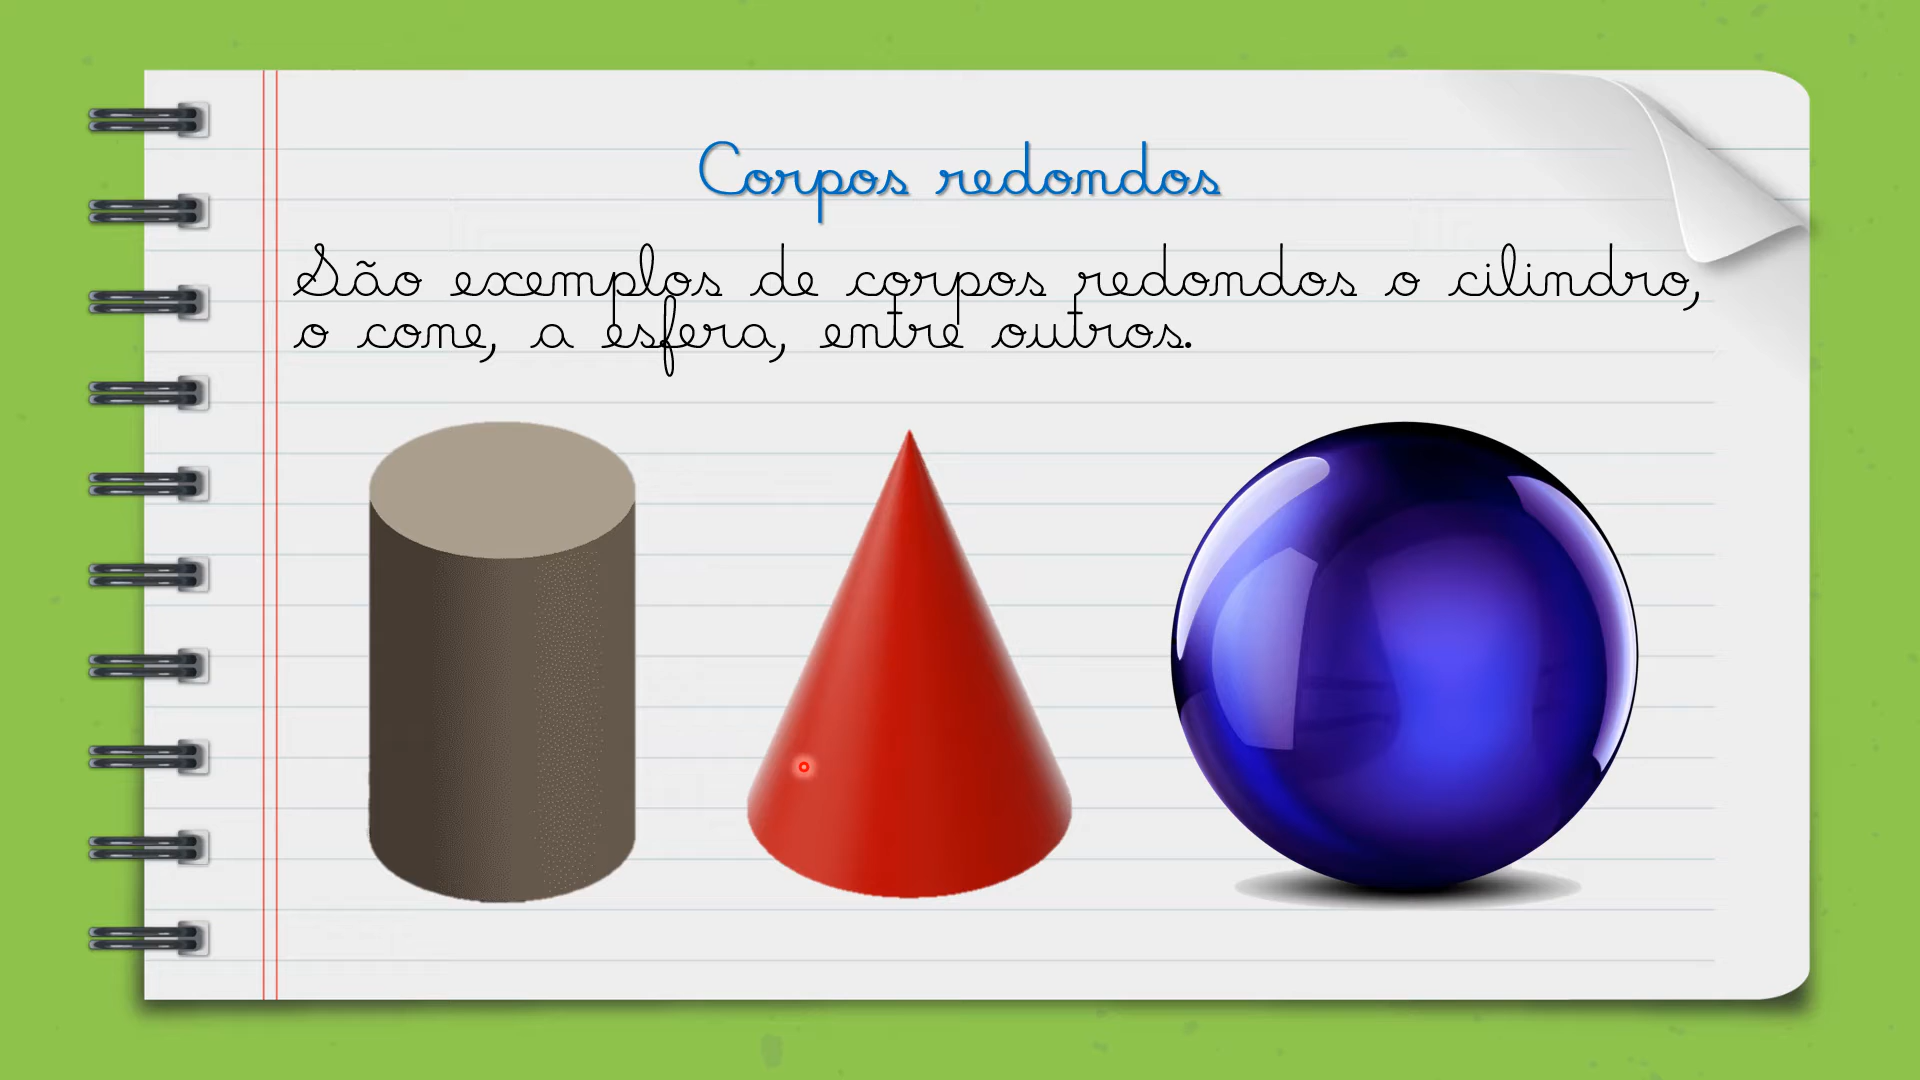 Corpos redondos
São exemplos de corpos redondos o cilindro,
o cone, a esfera, entre outros.